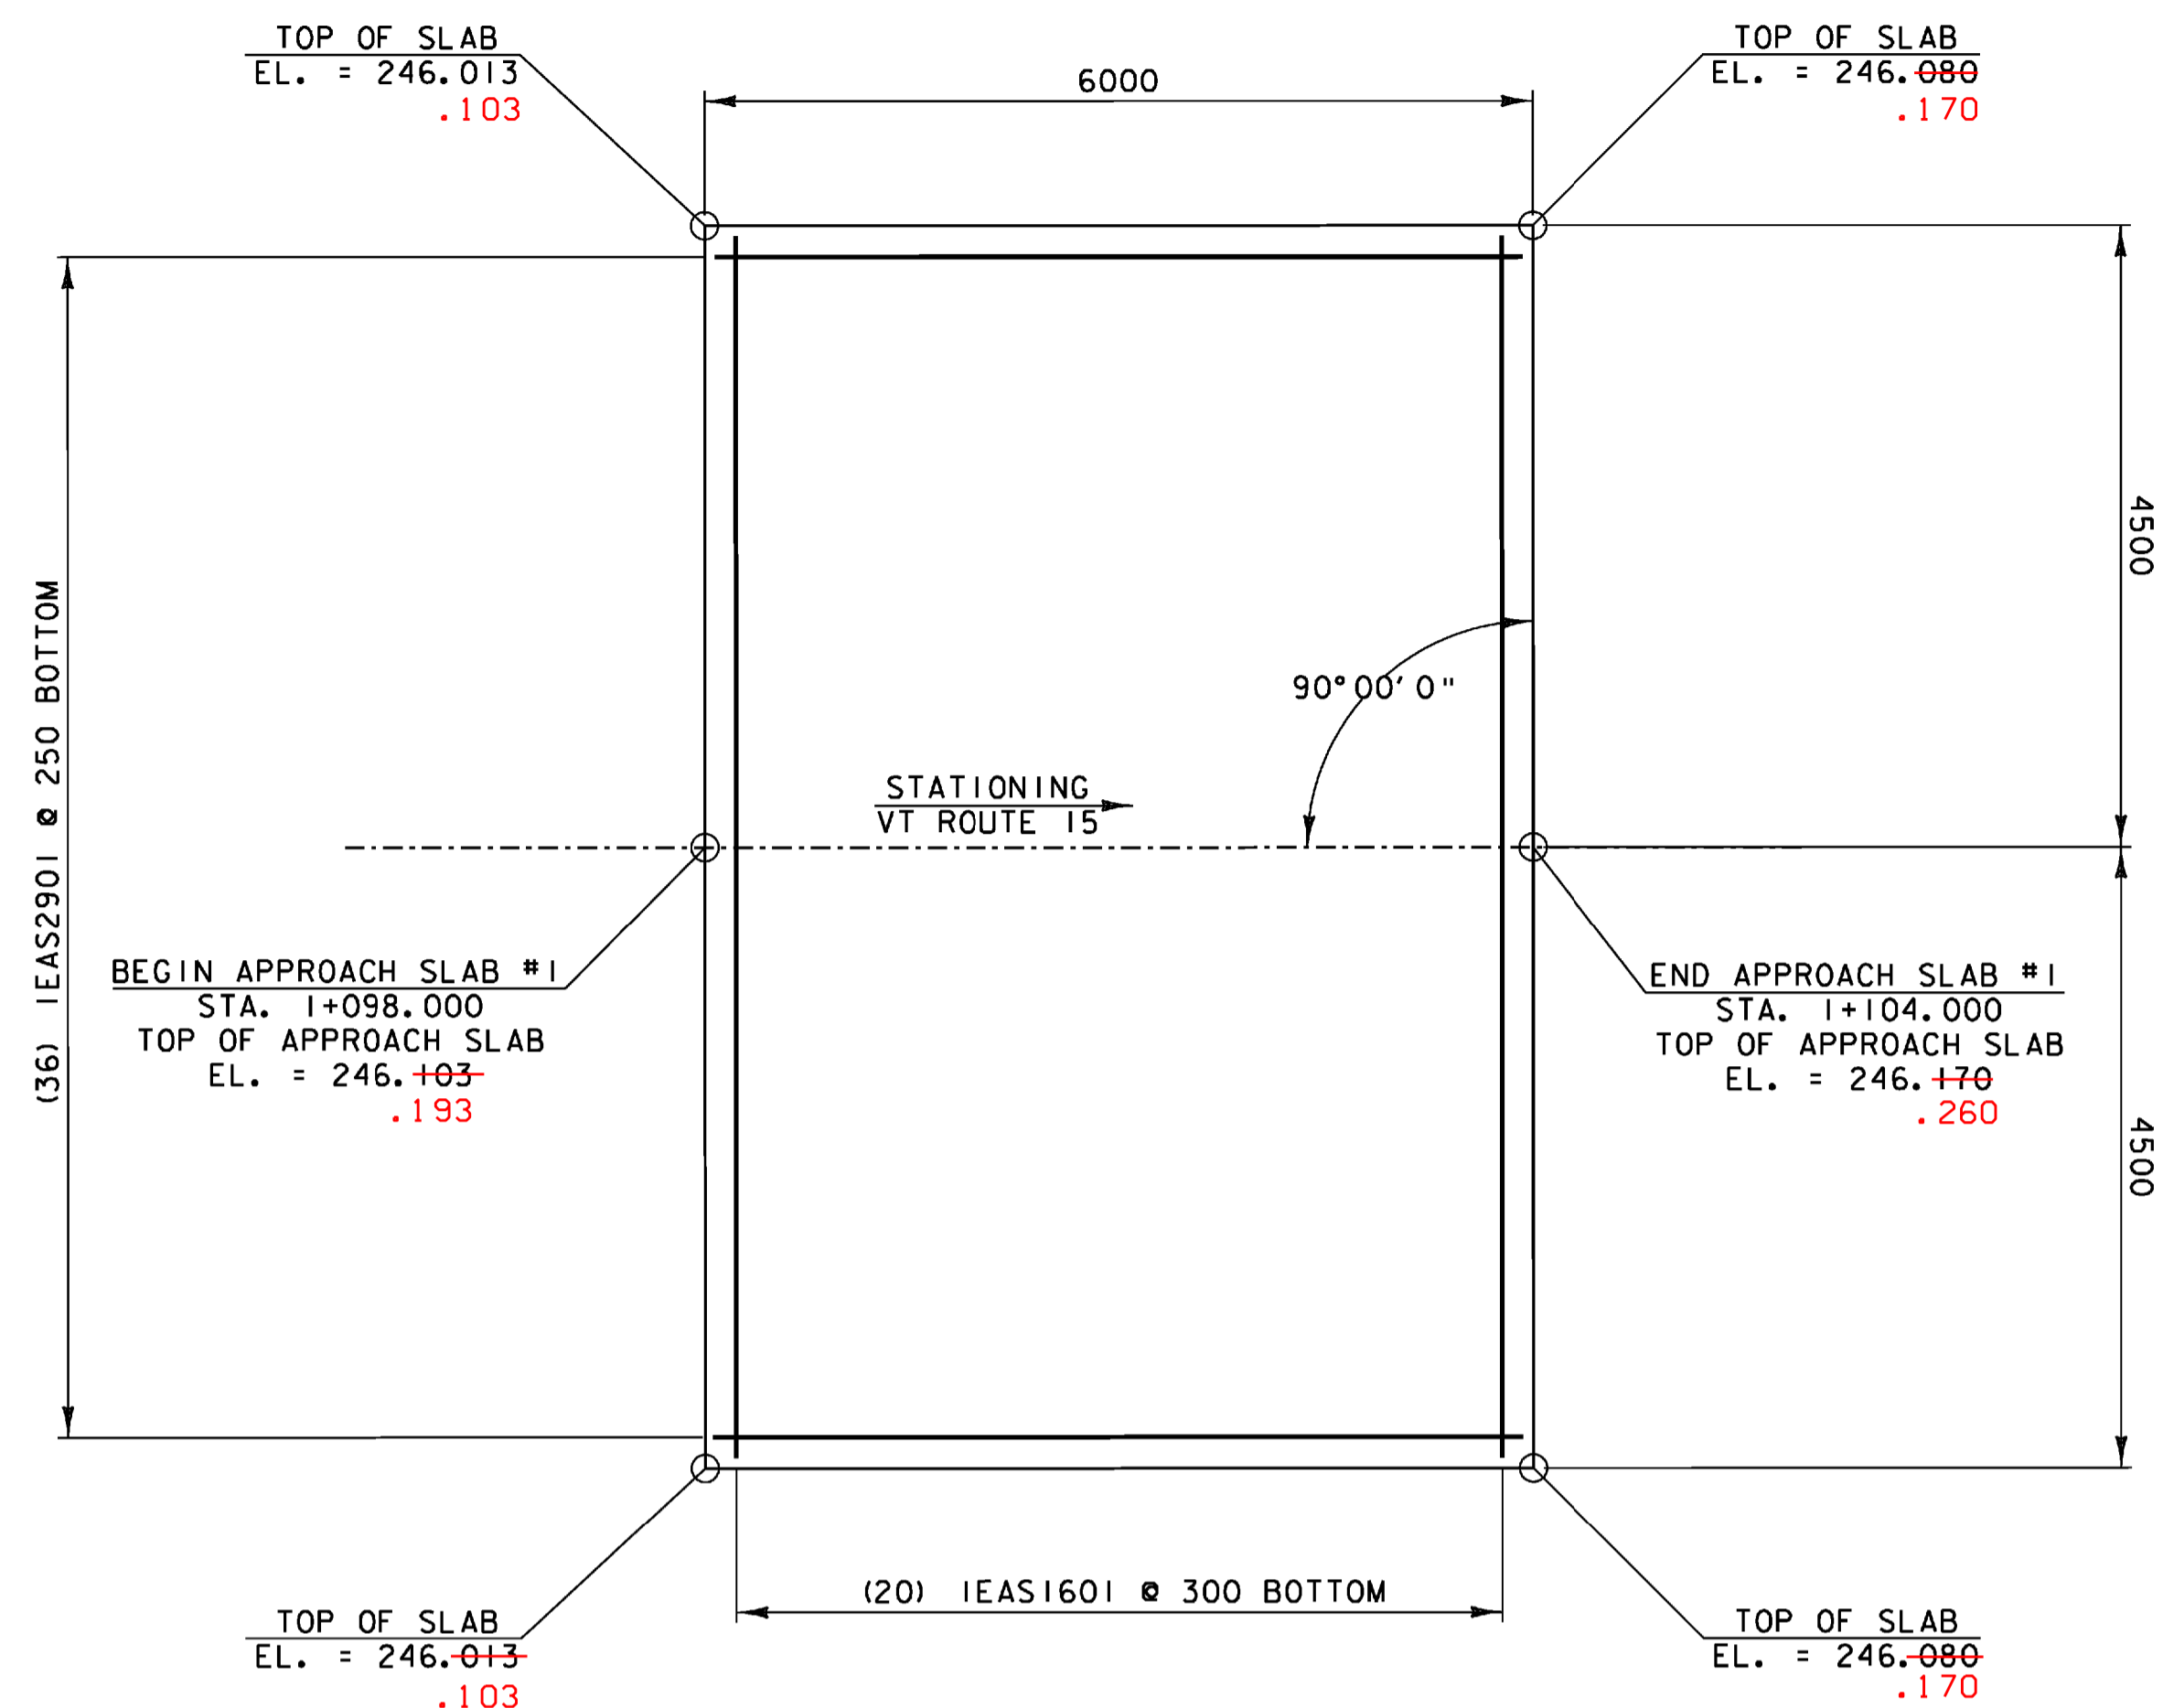 TOP OF SLAB
EL. = 246.013
.103
6000
TOP OF SLAB
EL. = 246.080
.170
4500
(36) 1EAS2901 @ 250 BOTTOM
90°00'0"
STATIONING
VT ROUTE 15
BEGIN APPROACH SLAB #1
STA. 1+098.000
TOP OF APPROACH SLAB
EL. = 246.103
.193
END APPROACH SLAB #1
STA. 1+104.000
TOP OF APPROACH SLAB
EL. = 246.170
.260
4500
(20) 1EAS1601 @ 300 BOTTOM
TOP OF SLAB
EL. = 246.013
.103
TOP OF SLAB
EL. = 246.080
.170